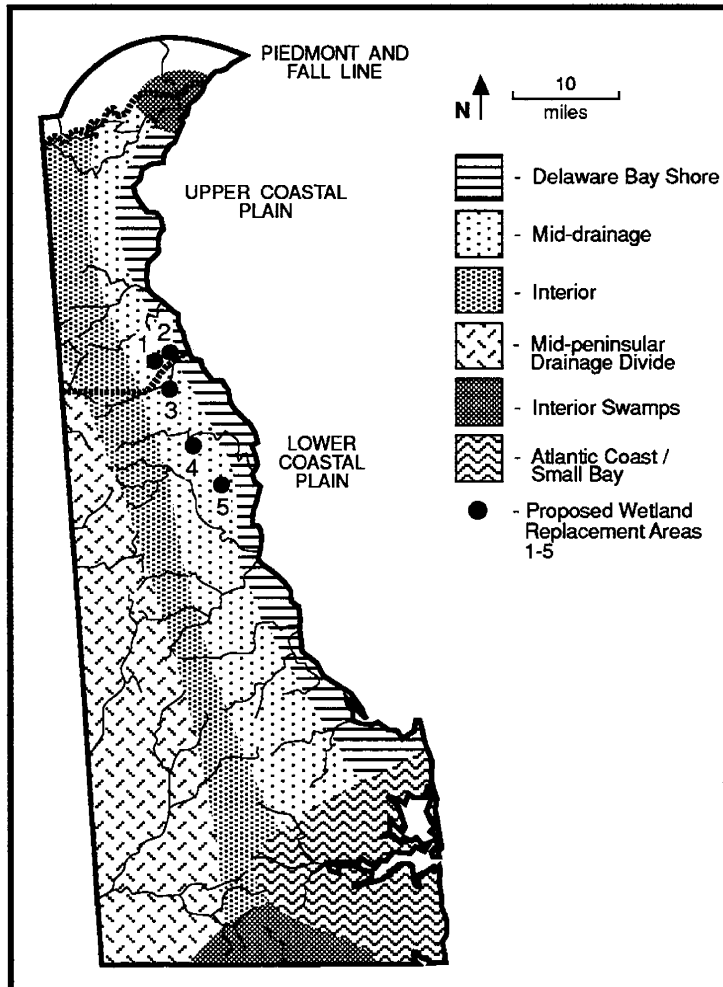 PIEDMONT AND
FALL LINE
N
10
miles
UPPER COASTAL
PLAIN
LOWER
COASTAL
PLAIN
1
2
3
4
5
- Delaware Bay Shore
- Mid-drainage
- Interior
- Mid-peninsular
Drainage Divide
- Interior Swamps
- Atlantic Coast /
Small Bay
- Proposed Wetland
Replacement Areas
1-5